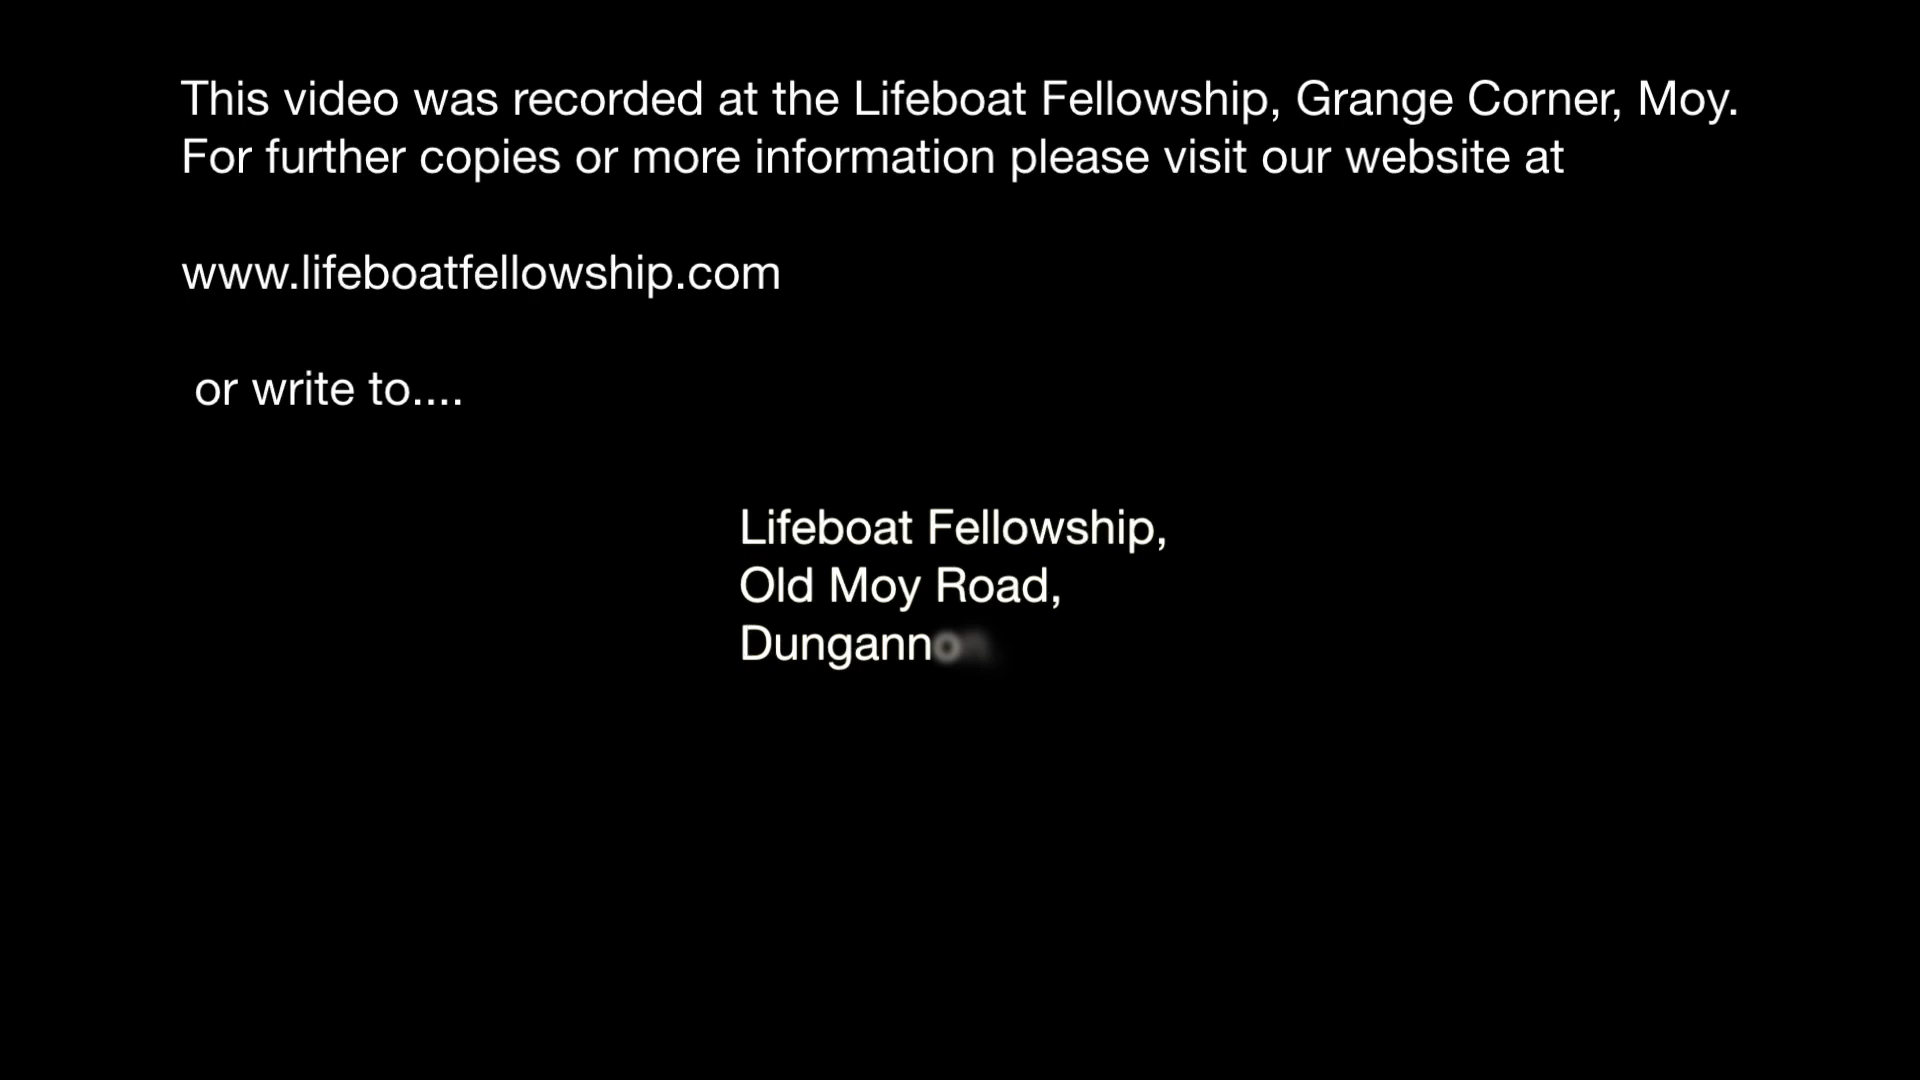 This video was recorded at the Lifeboat Fellowship, Grange Corner, Moy.
For further copies or more information please visit our website at
www.lifeboatfellowship.com
or write to....
Lifeboat Fellowship,
Old Moy Road,
Dungannon